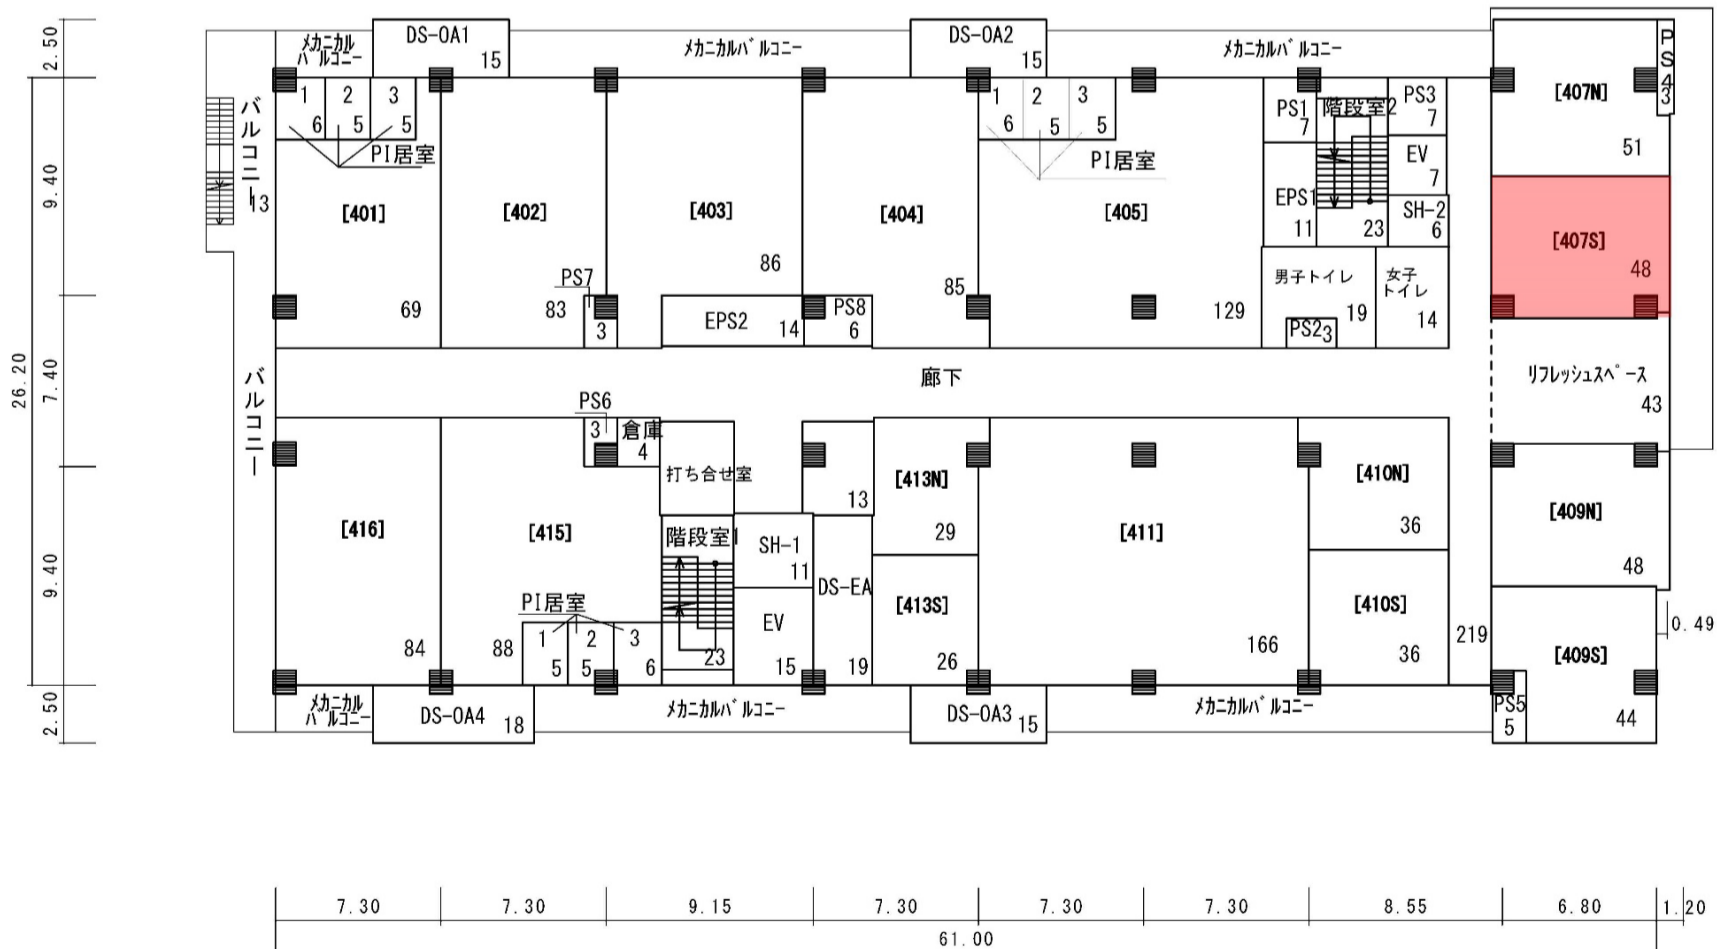 2.50
9.40
7.40
26.20
9.40
2.50
メカニカル
バルコニー
DS-OA1
15
メカニカルバルコニー
DS-OA2
15
メカニカルバルコニー
PS4
3
[407N]
51
バルコニー
13
1
6
2
5
3
5
PI居室
[401]
69
[402]
83
PS7
3
[403]
86
EPS2
14
PS8
6
[404]
85
1
6
2
5
3
5
PI居室
[405]
129
PS1
7
階段室2
23
PS3
7
EV
7
EPS1
11
SH-2
6
男子トイレ
19
PS2
3
女子
トイレ
14
[407S]
48
バルコニー
廊下
219
リフレッシュスペース
43
PS6
3
倉庫
4
打ち合せ室
13
[413N]
29
[413S]
26
[416]
84
[415]
88
PI居室
1
5
2
5
3
6
階段室1
23
SH-1
11
EV
15
DS-EA
19
[411]
166
[410N]
36
[410S]
36
[409N]
48
0.49
[409S]
44
PS5
5
メカニカル
バルコニー
DS-OA4
18
メカニカルバルコニー
DS-OA3
15
メカニカルバルコニー
7.30
7.30
9.15
7.30
7.30
7.30
8.55
6.80
1.20
61.00